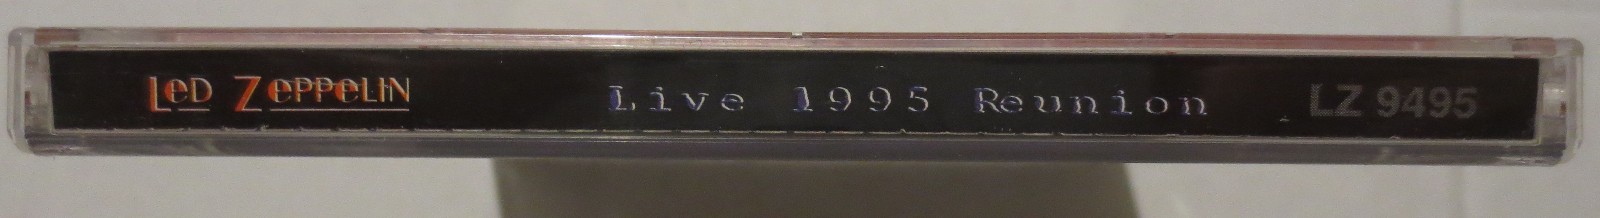 Led Zeppelin Live 1995 Reunion LZ 9495